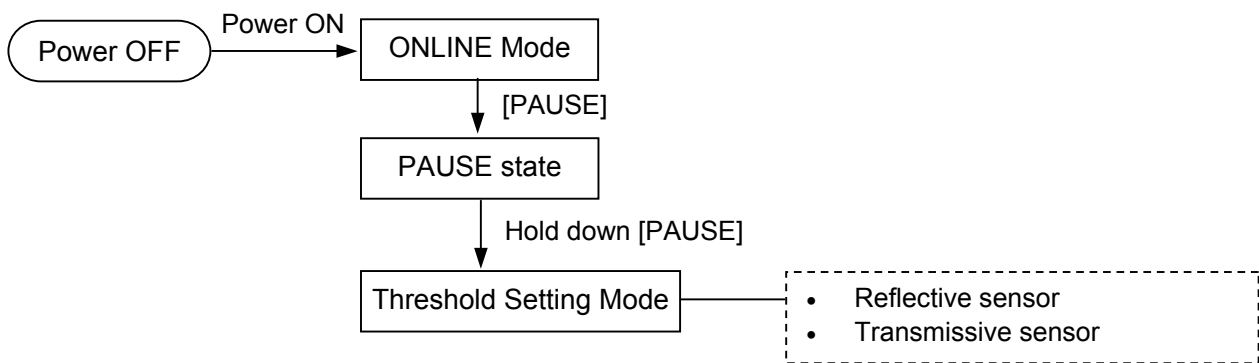 Power OFF
Power ON
ONLINE Mode
[PAUSE]
PAUSE state
Hold down [PAUSE]
Threshold Setting Mode
• Reflective sensor
• Transmissive sensor